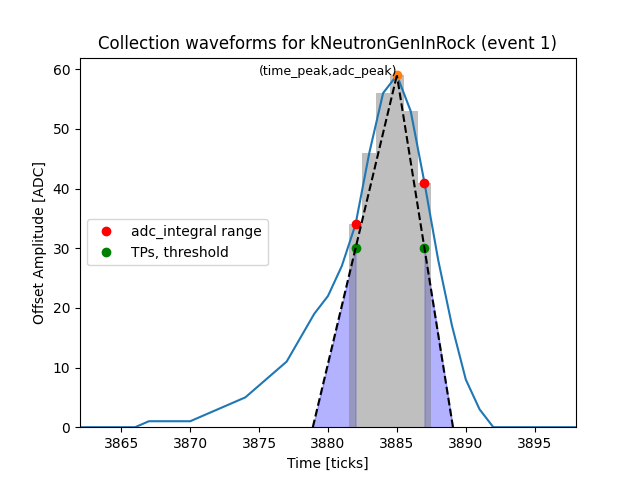 Collection waveforms for kNeutronGenInRock (event 1)
(time_peak,adc_peak)
60
50
40
30
20
10
0
Offset Amplitude [ADC]
adc_integral range
TPs, threshold
3865 3870 3875 3880 3885 3890 3895
Time [ticks]